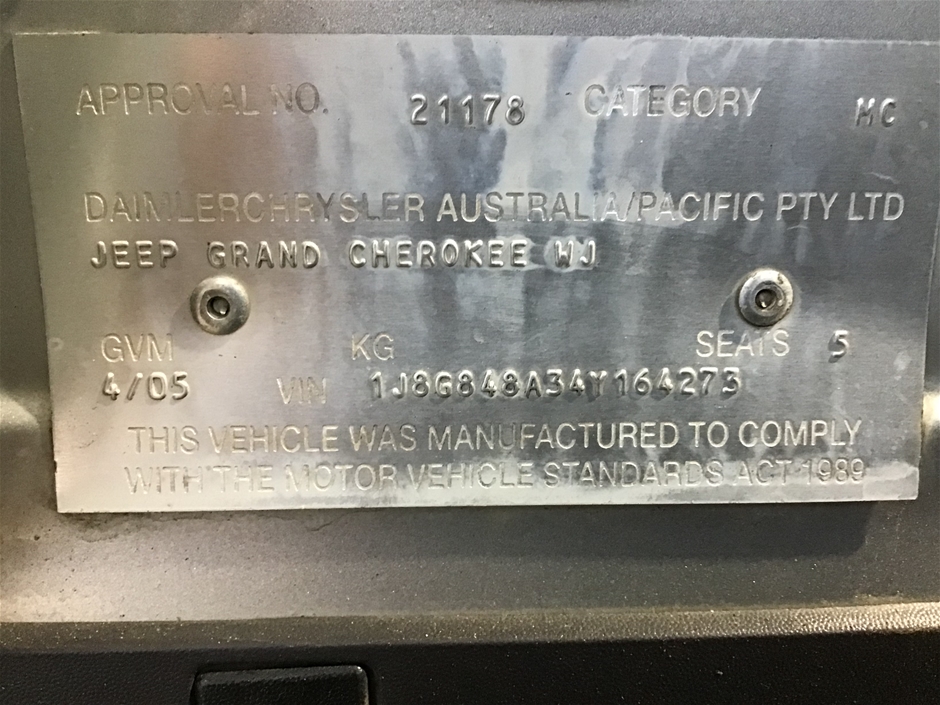 APPROVAL NO. 21178 CATEGORY MC
DAIMLERCHRYSLER AUSTRALIA/PACIFIC PTY LTD
JEEP GRAND CHEROKEE WJ
GVM KG SEATS 5
4/05 VIN 1J8G848A34Y164273
THIS VEHICLE WAS MANUFACTURED TO COMPLY
WITH THE MOTOR VEHICLE STANDARDS ACT 1989